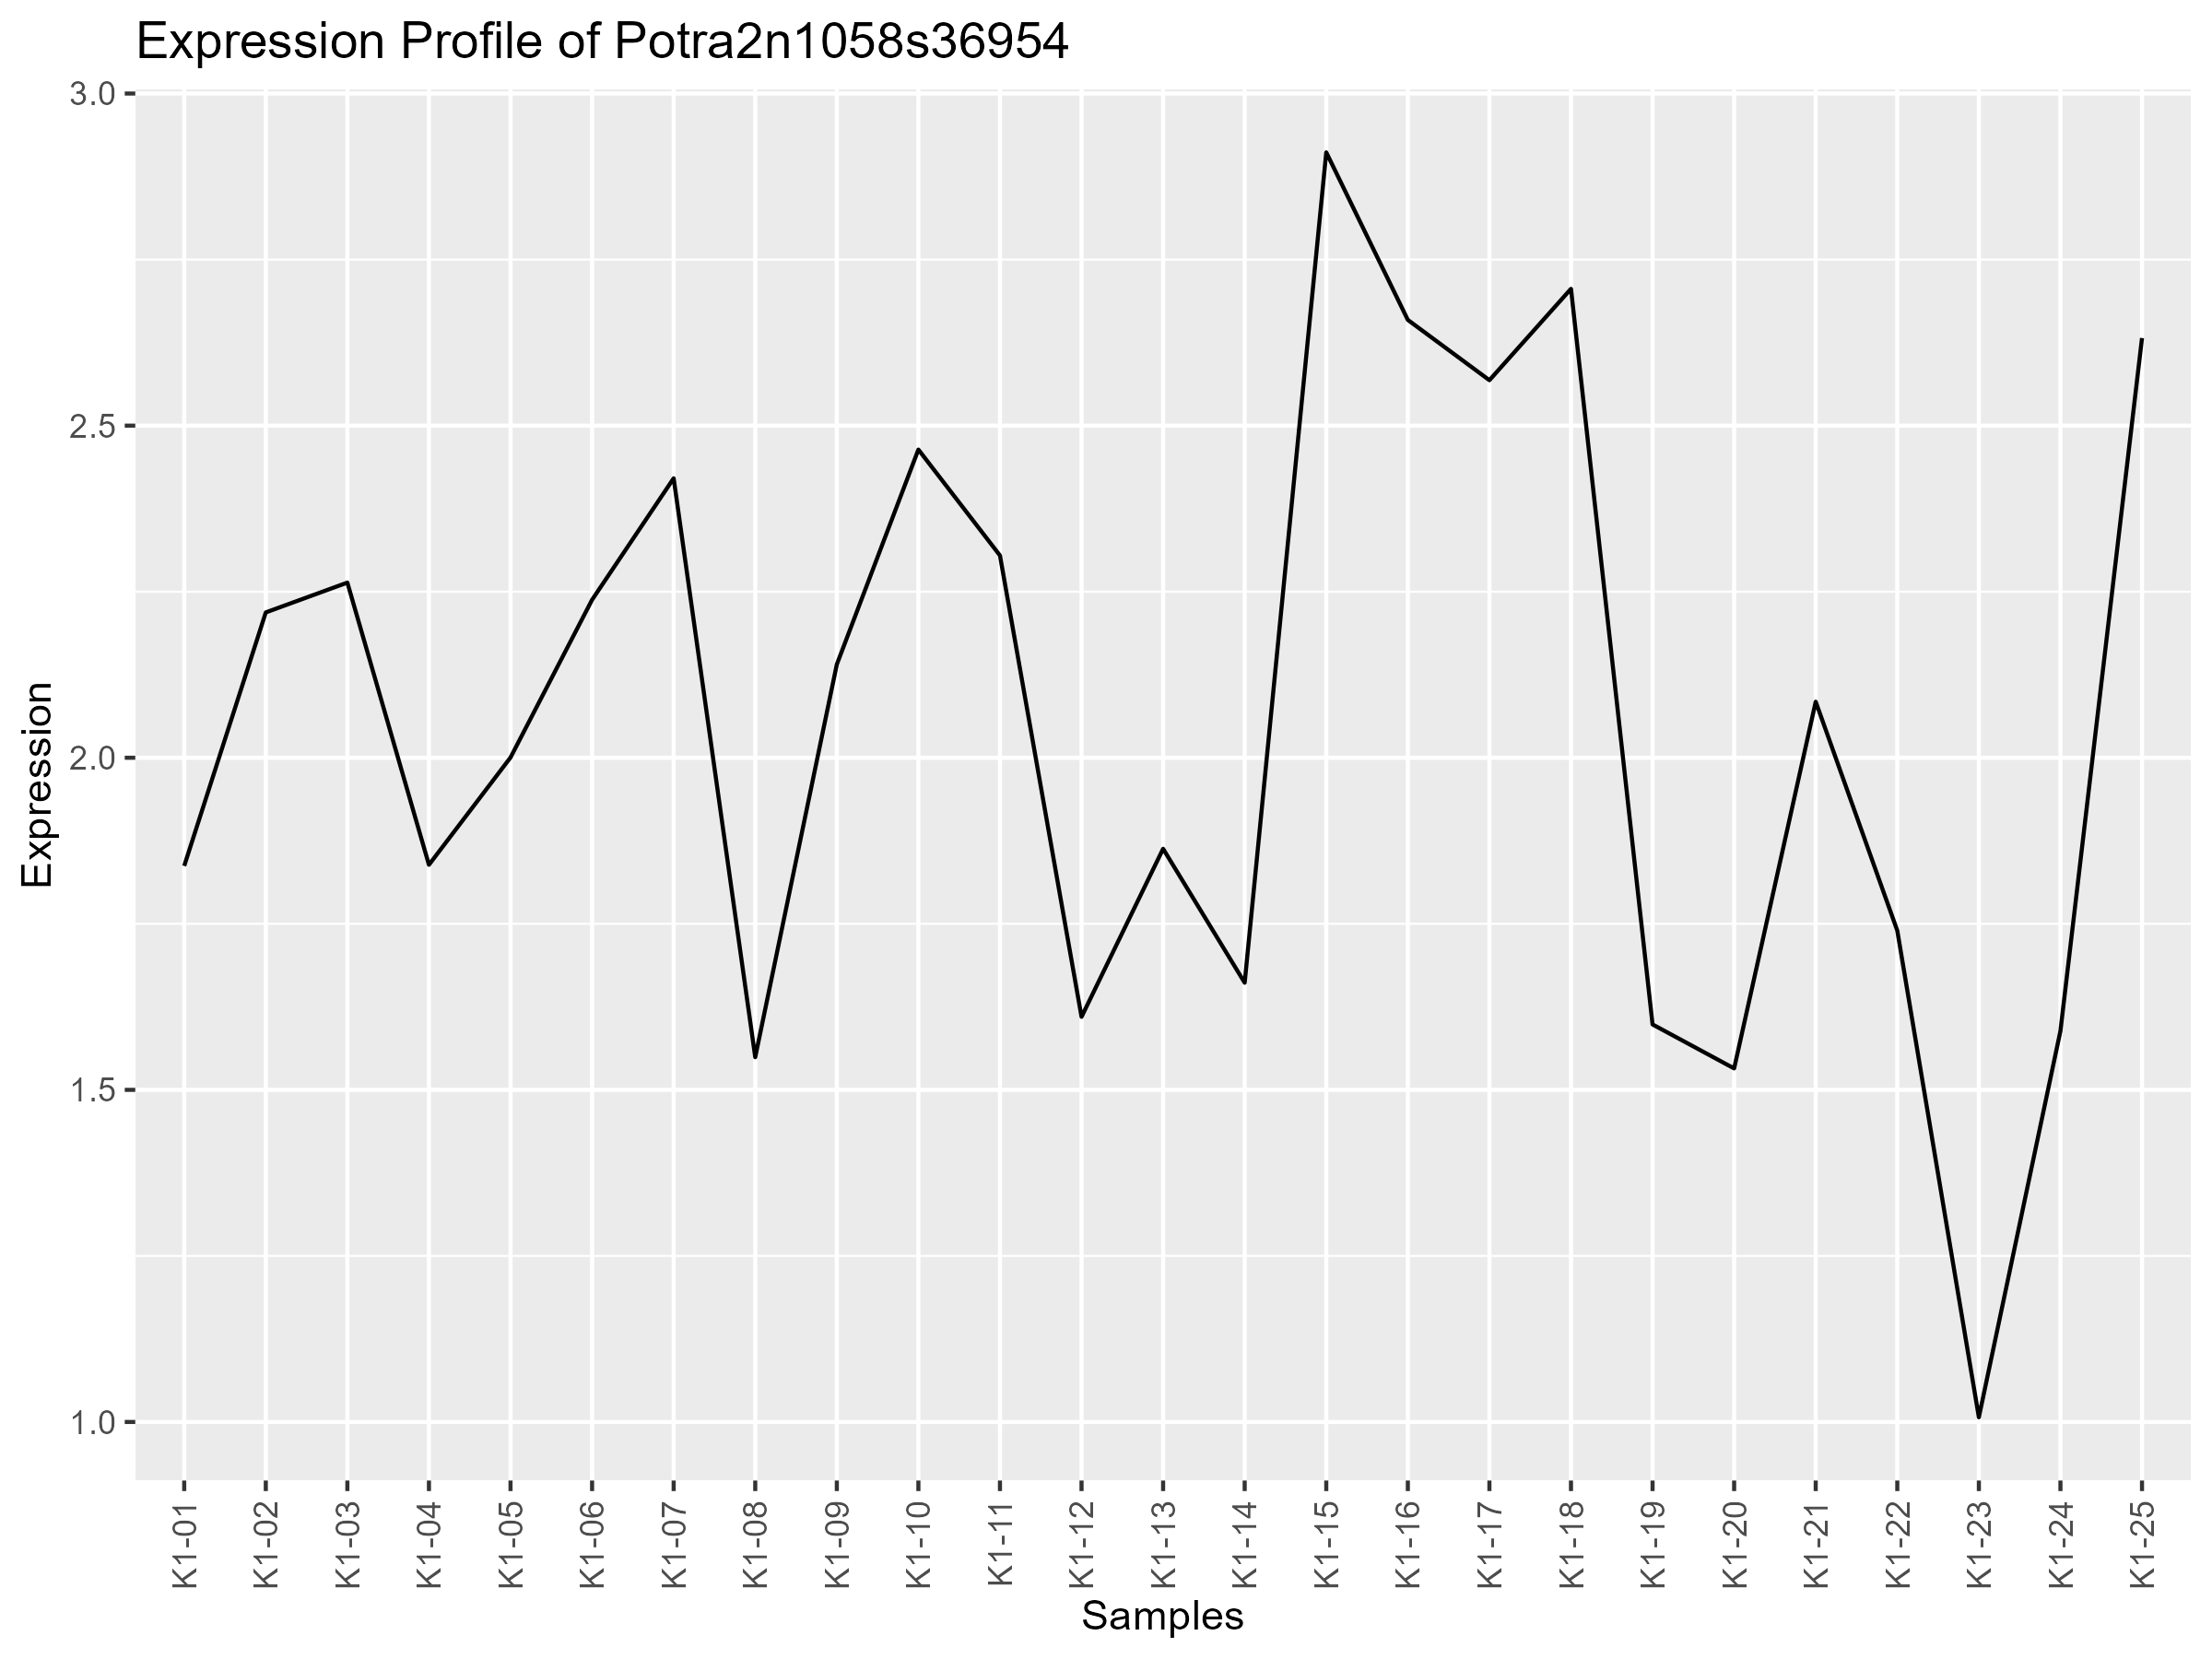 Expression Profile of Potra2n1058s36954
Expression
3.0
2.5
2.0
1.5
1.0
K1-01
K1-02
K1-03
K1-04
K1-05
K1-06
K1-07
K1-08
K1-09
K1-10
K1-11
K1-12
K1-13
K1-14
K1-15
K1-16
K1-17
K1-18
K1-19
K1-20
K1-21
K1-22
K1-23
K1-24
K1-25
Samples